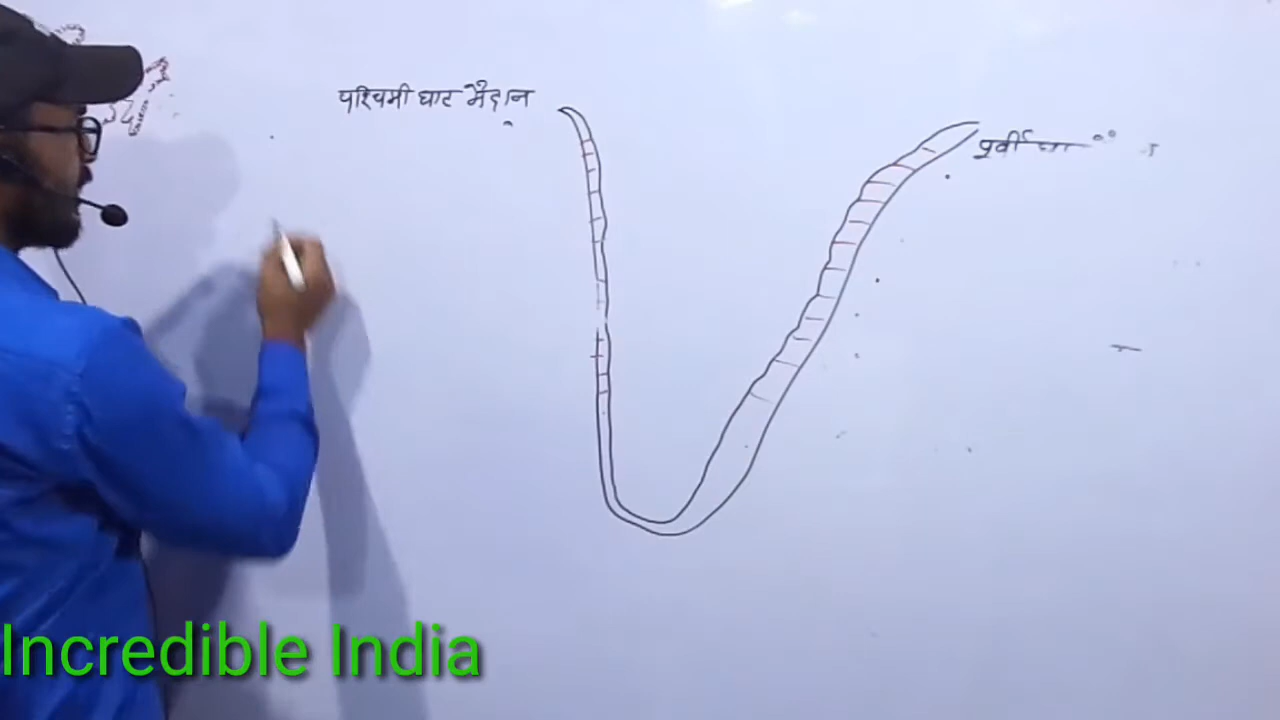 पश्चिमी घाट मैदान
पूर्वी घा
Incredible India